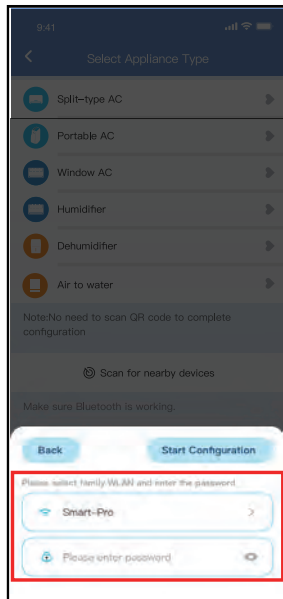 9:41
Select Appliance Type
Split-type AC
Portable AC
Window AC
Humidifier
Dehumidifier
Air to water
Note:No need to scan QR code to complete
configuration
Scan for nearby devices
Make sure Bluetooth is working.
Back
Start Configuration
Please select family WLAN and enter the password
Smart-Pro
Please enter password